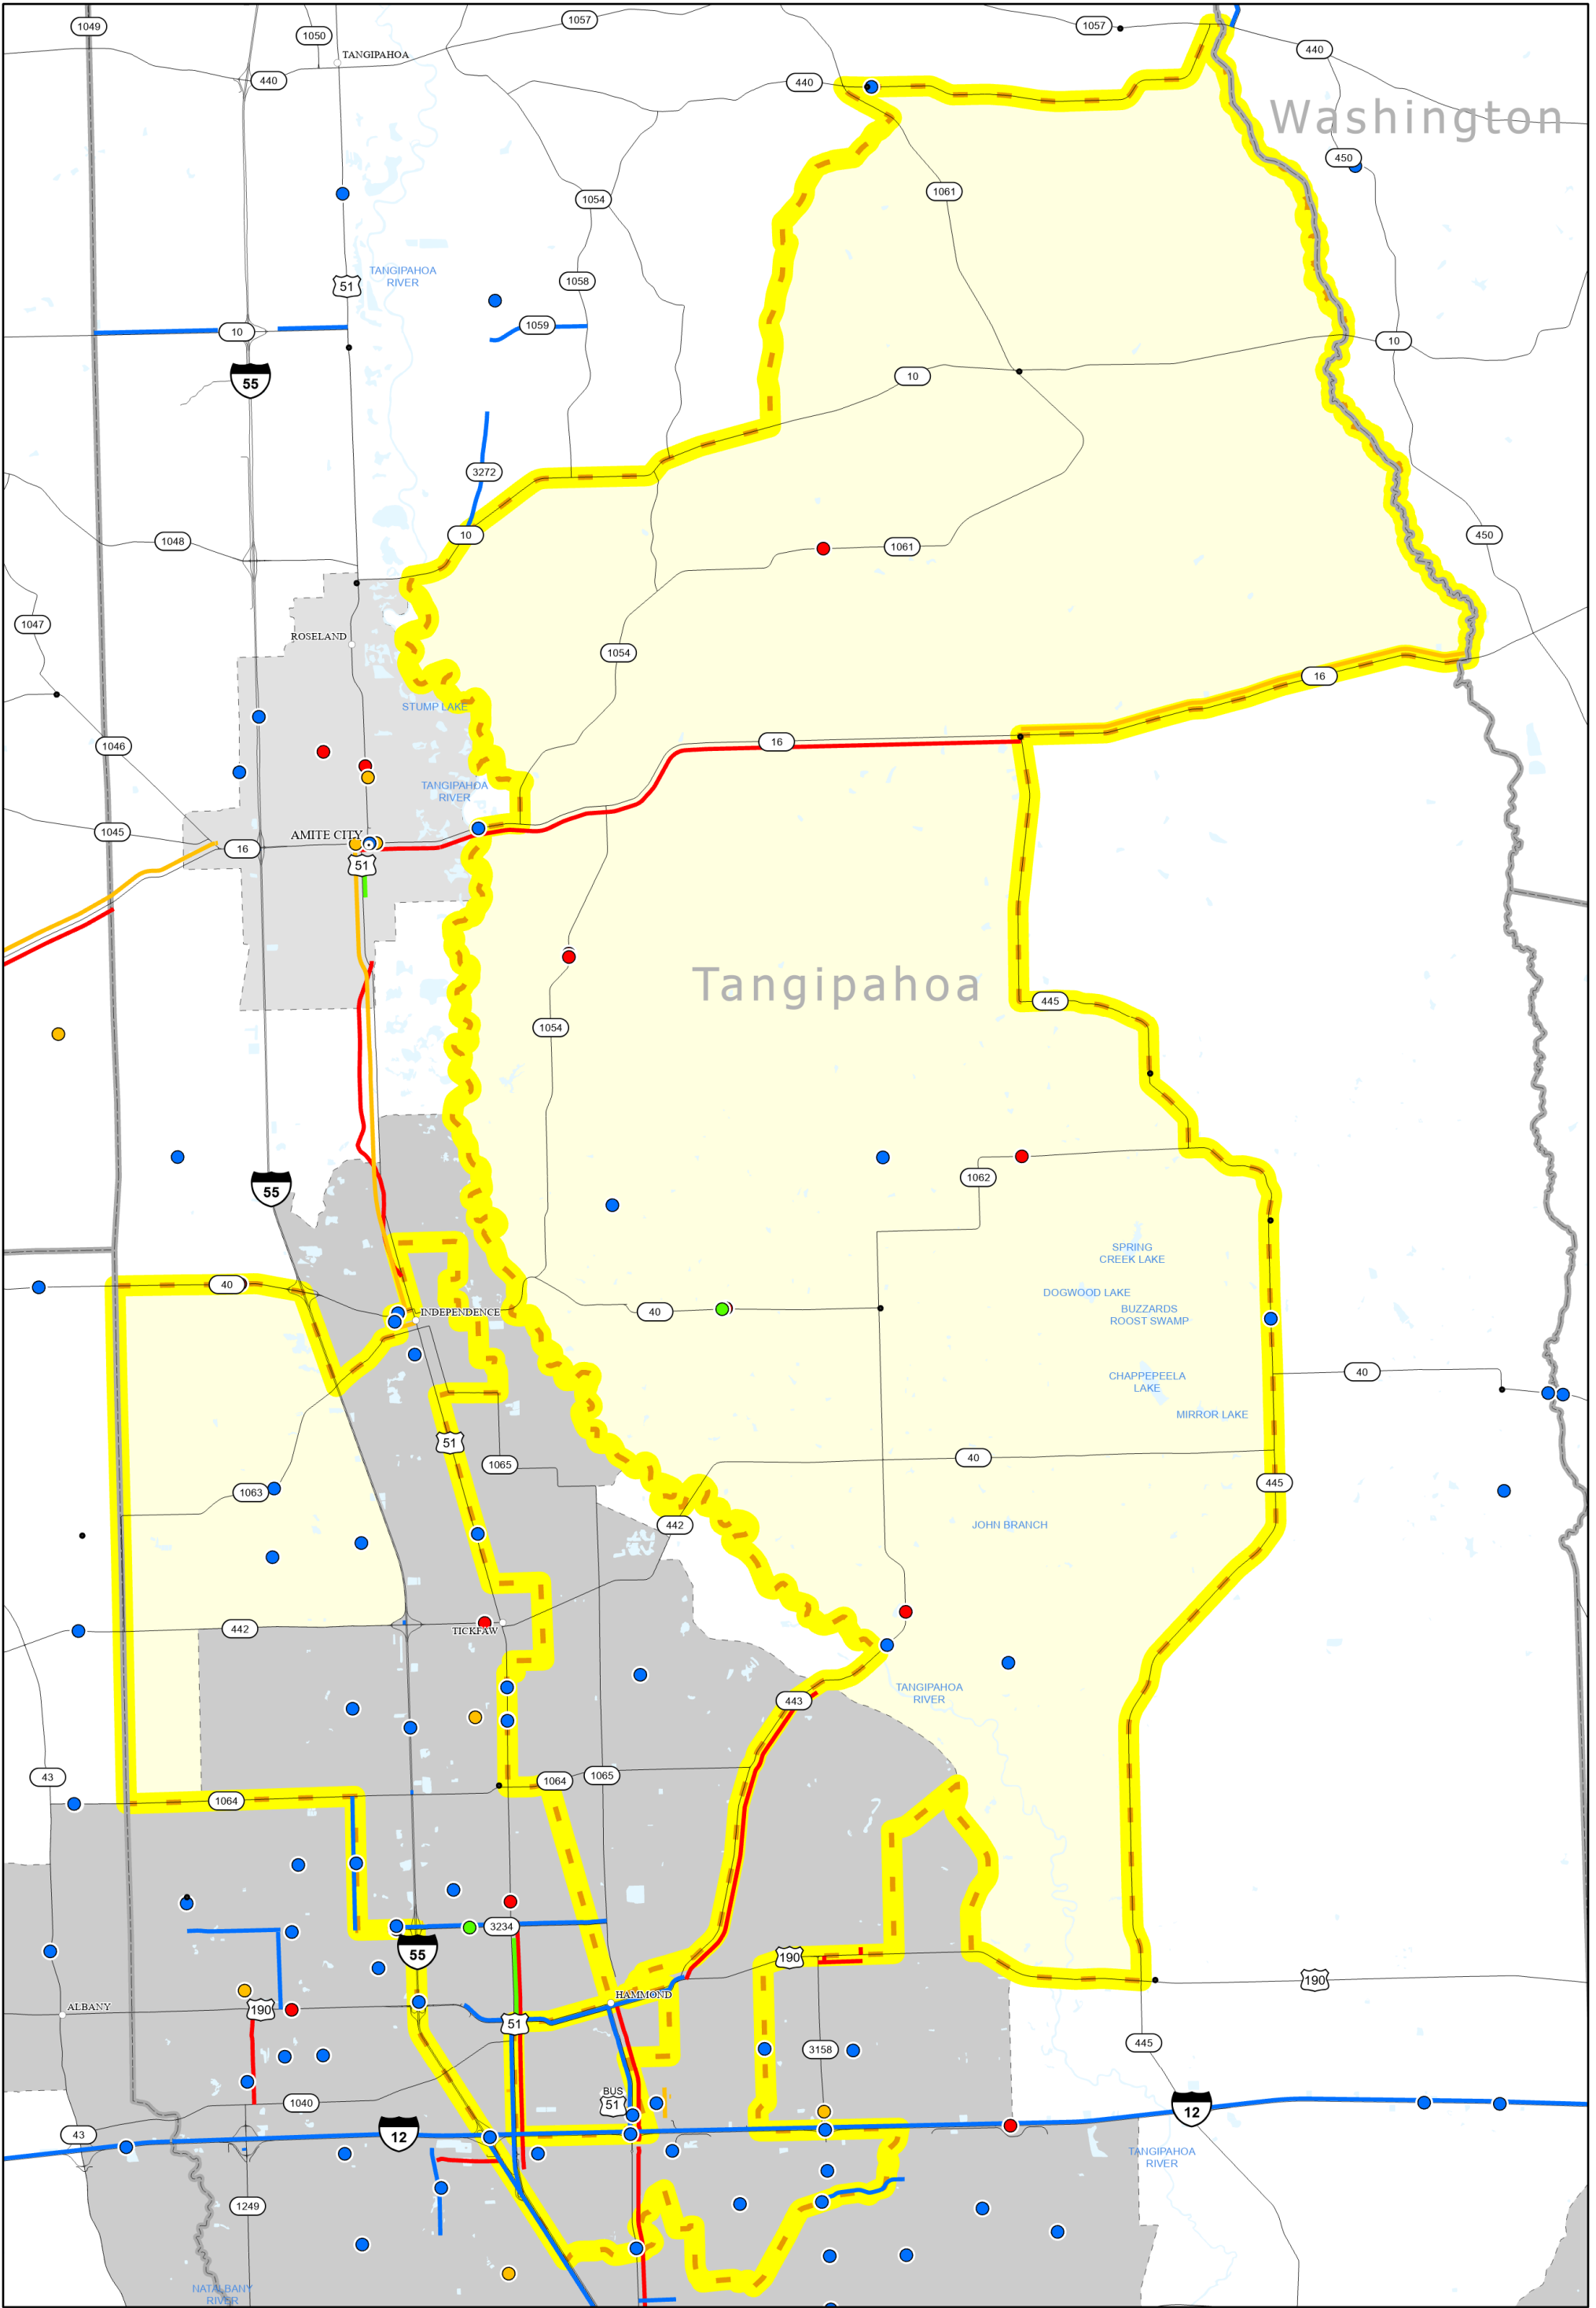 1049
1050
1057
1057
440
TANGIPAHOA
440
440
Washington
450
1061
1054
TANGIPAHOA
RIVER
51
1058
1059
10
10
55
10
3272
10
1048
1061
450
1047
ROSELAND
1054
16
STUMP LAKE
1046
16
TANGIPAHOA
RIVER
1045
AMITE CITY
16
51
Tangipahoa
445
1054
1062
55
SPRING
CREEK LAKE
40
DOGWOOD LAKE
INDEPENDENCE
40
BUZZARDS
ROOST SWAMP
40
CHAPPEPEELA
LAKE
MIRROR LAKE
51
1065
40
445
1063
442
JOHN BRANCH
442
TICKFAW
TANGIPAHOA
RIVER
443
43
1064
1065
1064
3234
55
190
190
ALBANY
190
HAMMOND
51
445
3158
BUS
51
1040
12
43
12
TANGIPAHOA
RIVER
1249
NATALBANY
RIVER